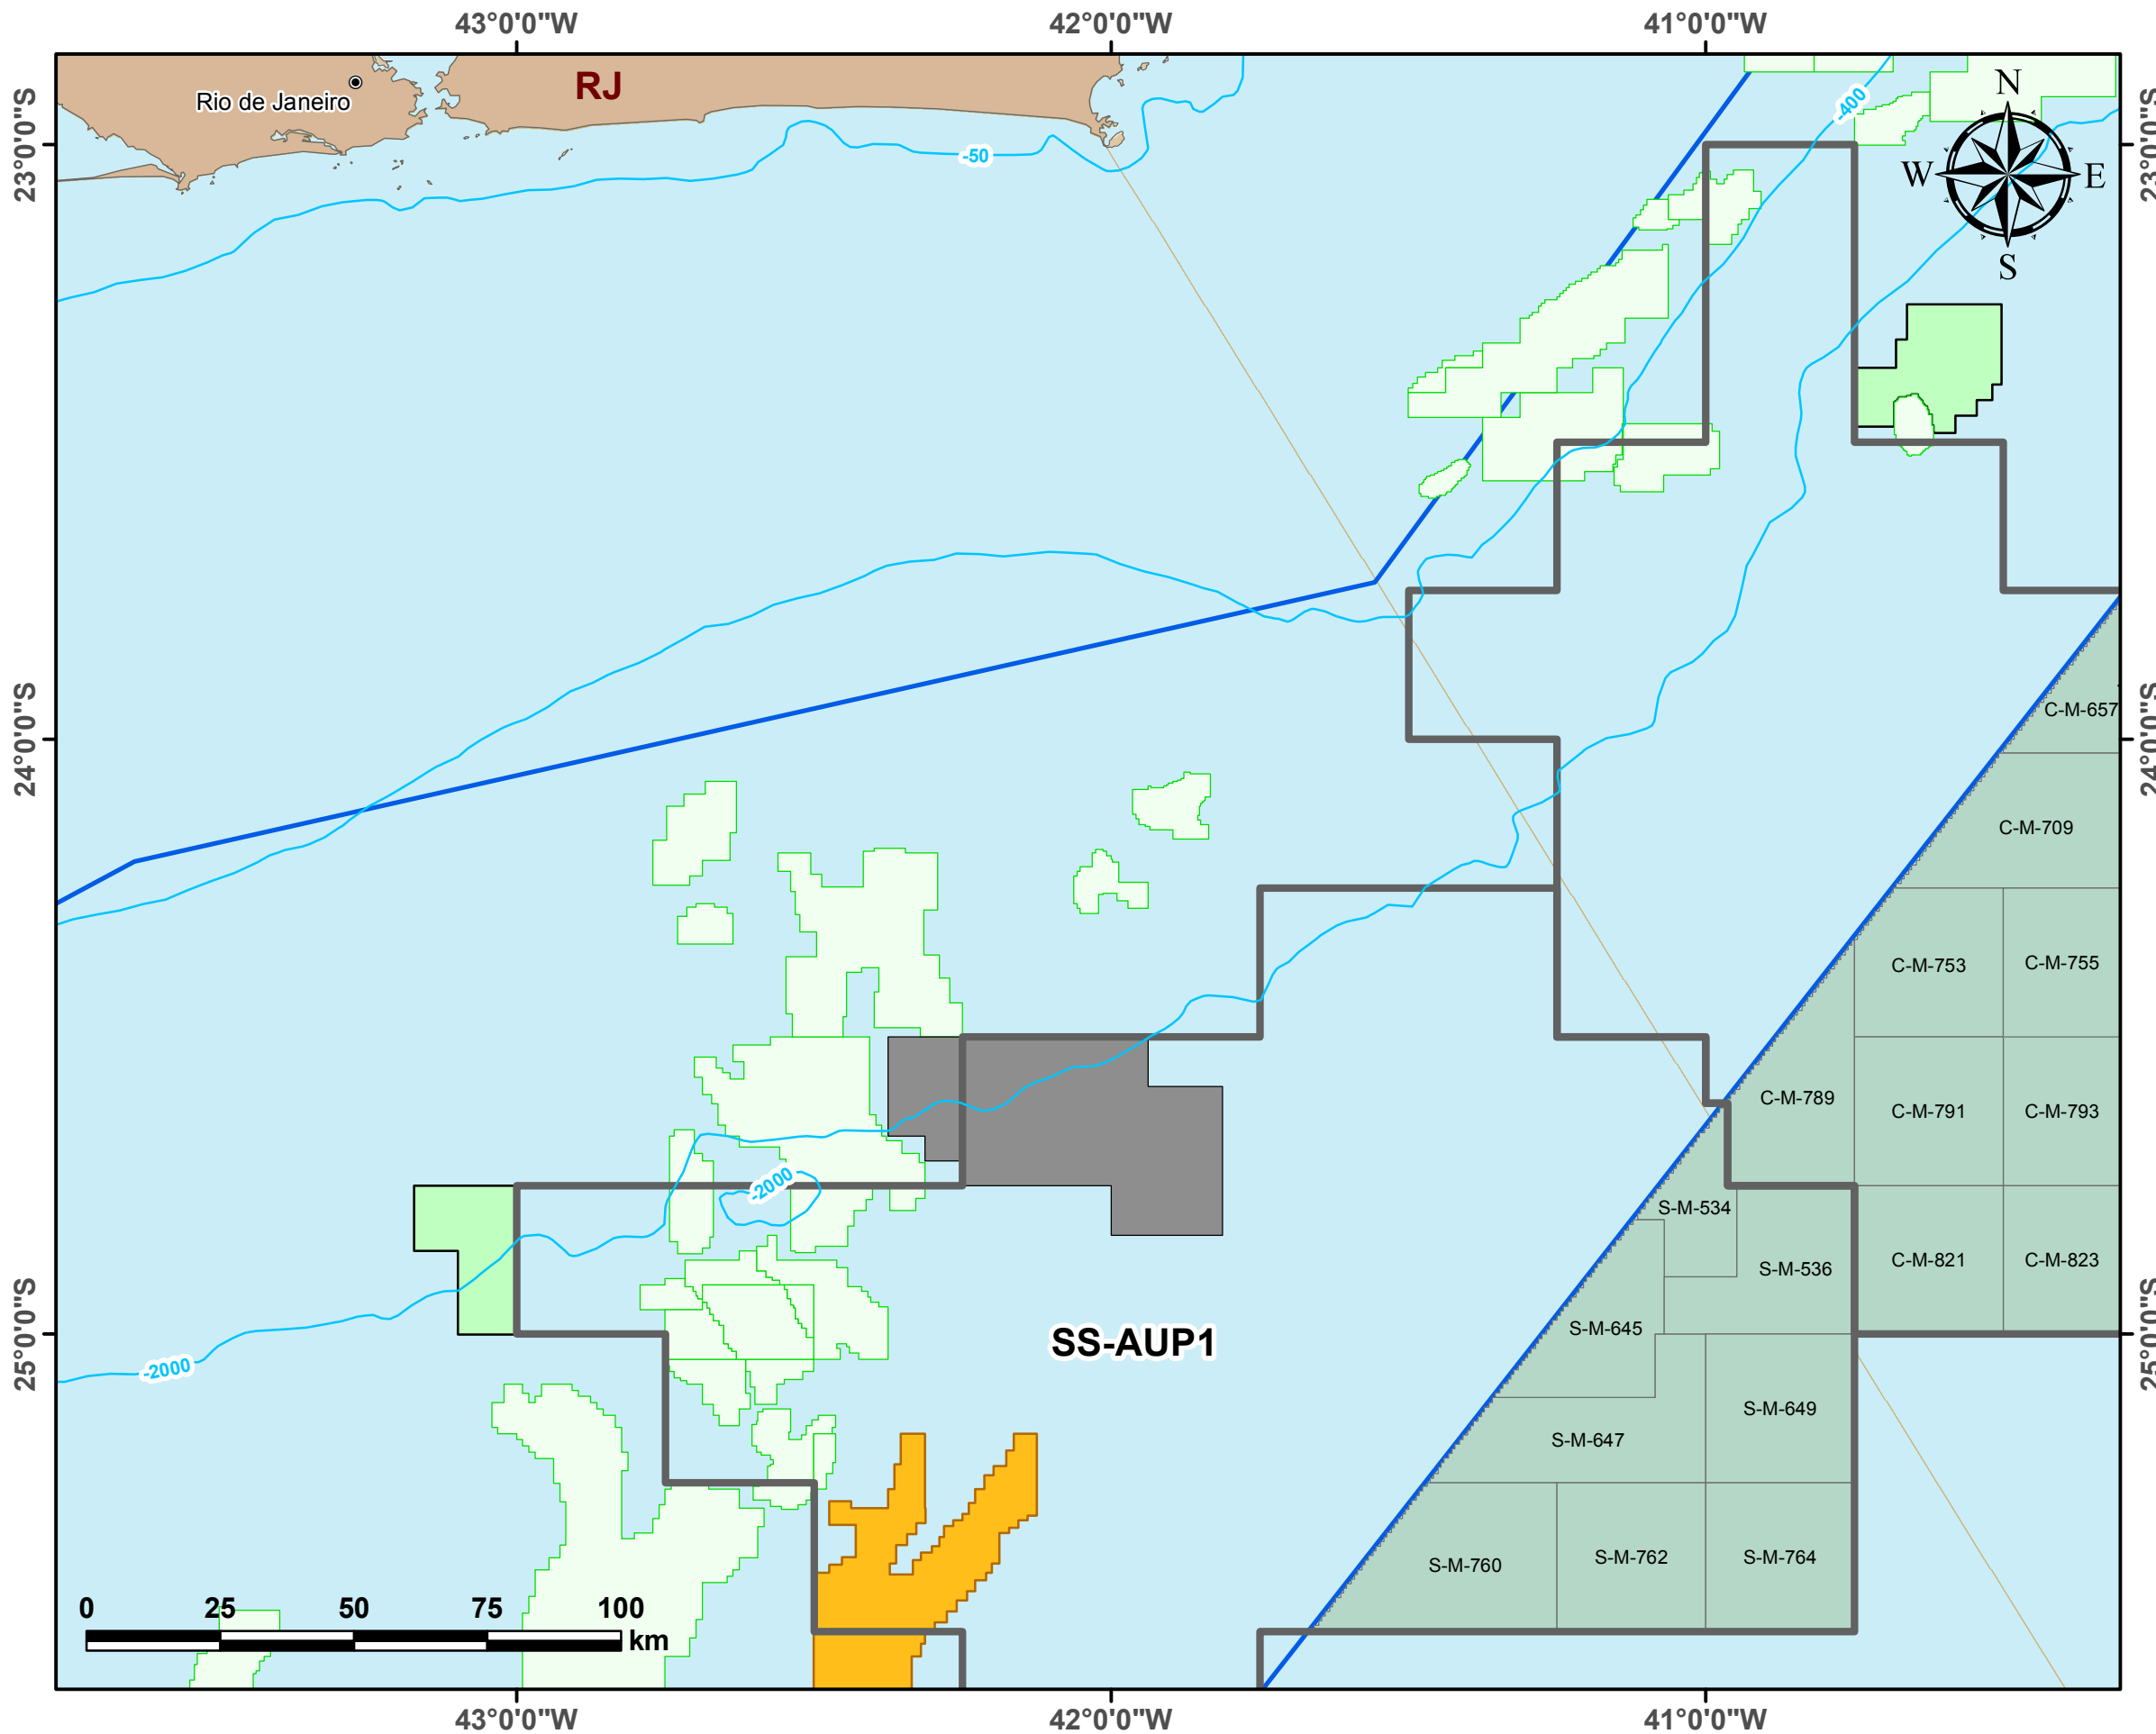 43°0'0"W
42°0'0"W
41°0'0"W
RJ
Rio de Janeiro
-400
N
W
E
S
23°0'0"S
23°0'0"S
-50
24°0'0"S
24°0'0"S
C-M-657
C-M-709
C-M-753
C-M-755
C-M-789
C-M-791
C-M-793
-2000
S-M-534
S-M-536
C-M-821
C-M-823
25°0'0"S
25°0'0"S
SS-AUP1
S-M-645
-2000
S-M-649
S-M-647
S-M-760
S-M-762
S-M-764
0
25
50
75
100
km
43°0'0"W
42°0'0"W
41°0'0"W